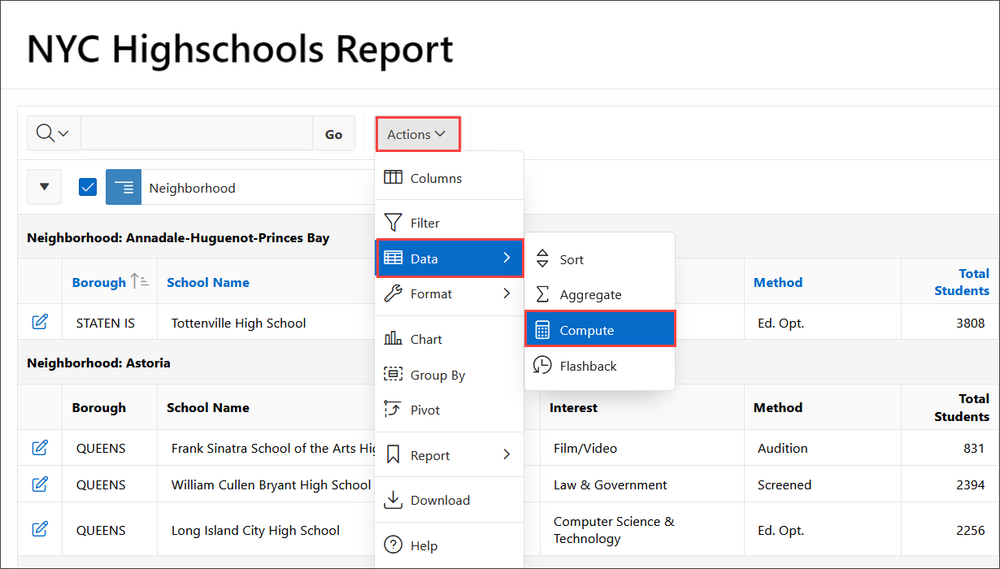 NYC Highschools Report
Go
Actions
Neighborhood
Columns
Filter
Data
Format
Chart
Group By
Pivot
Report
Download
Help
Sort
Aggregate
Compute
Flashback
Neighborhood: Annadale-Huguenot-Princes Bay
Borough School Name Method Total
Students
STATEN IS Tottenville High School Ed. Opt. 3808
Neighborhood: Astoria
Borough School Name Interest Method Total
Students
QUEENS Frank Sinatra School of the Arts Film/Video Audition 831
QUEENS William Cullen Bryant High School Law & Government Screened 2394
QUEENS Long Island City High School Computer Science &
Technology Ed. Opt. 2256